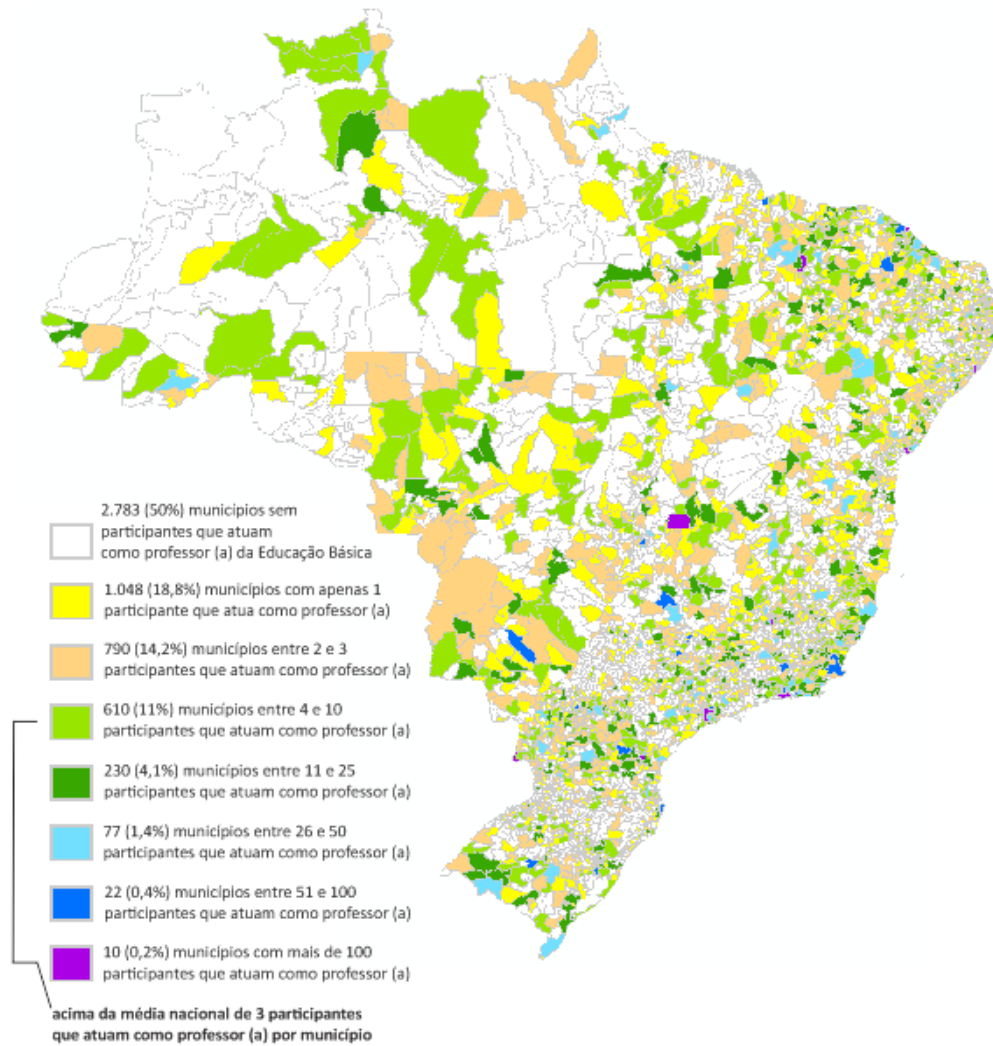 2.783 (50%) municípios sem
participantes que atuam
como professor (a) da Educação Básica
1.048 (18,8%) municípios com apenas 1
participante que atua como professor (a)
790 (14,2%) municípios entre 2 e 3
participantes que atuam como professor (a)
610 (11%) municípios entre 4 e 10
participantes que atuam como professor (a)
230 (4,1%) municípios entre 11 e 25
participantes que atuam como professor (a)
77 (1,4%) municípios entre 26 e 50
participantes que atuam como professor (a)
22 (0,4%) municípios entre 51 e 100
participantes que atuam como professor (a)
10 (0,2%) municípios com mais de 100
participantes que atuam como professor (a)
acima da média nacional de 3 participantes
que atuam como professor (a) por município